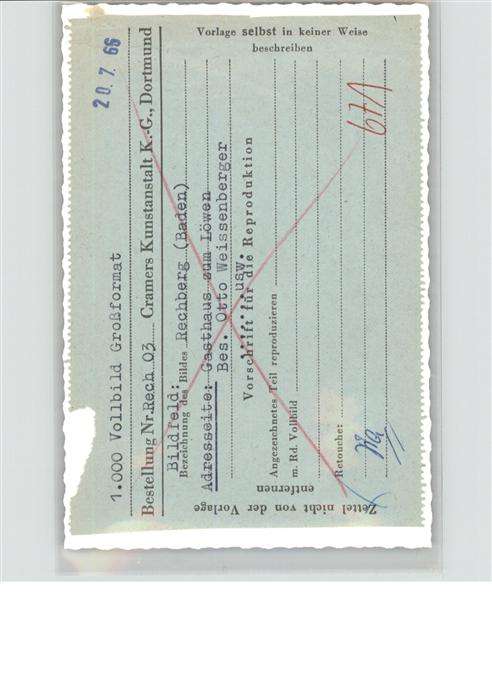 20.7.66
1.000 Vollbild Großformat
Bestellung Nr. Rech 03 Cramers Kunstanstalt K.-G., Dortmund
Bildfeld:
Bezeichnung des Bildes Rechberg (Baden)
Adresseite: Gasthaus zum Löwen
Bes. Otto Weissenberger
usw.
Vorschrift für die Reproduktion
Angezeichnetes Teil reproduzieren
m. Rd. Vollbild
Retouche:
Vorlage selbst in keiner Weise
beschreiben
Zettel nicht von der Vorlage
entfernen